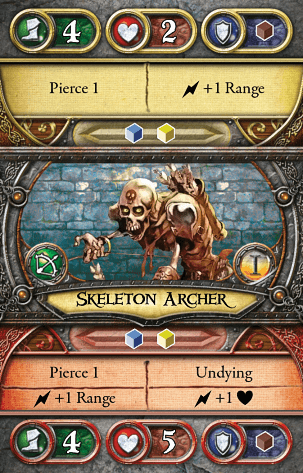 4 2
Pierce 1 +1 Range
SKELETON ARCHER
I
Pierce 1 Undying
+1 Range +1
4 5